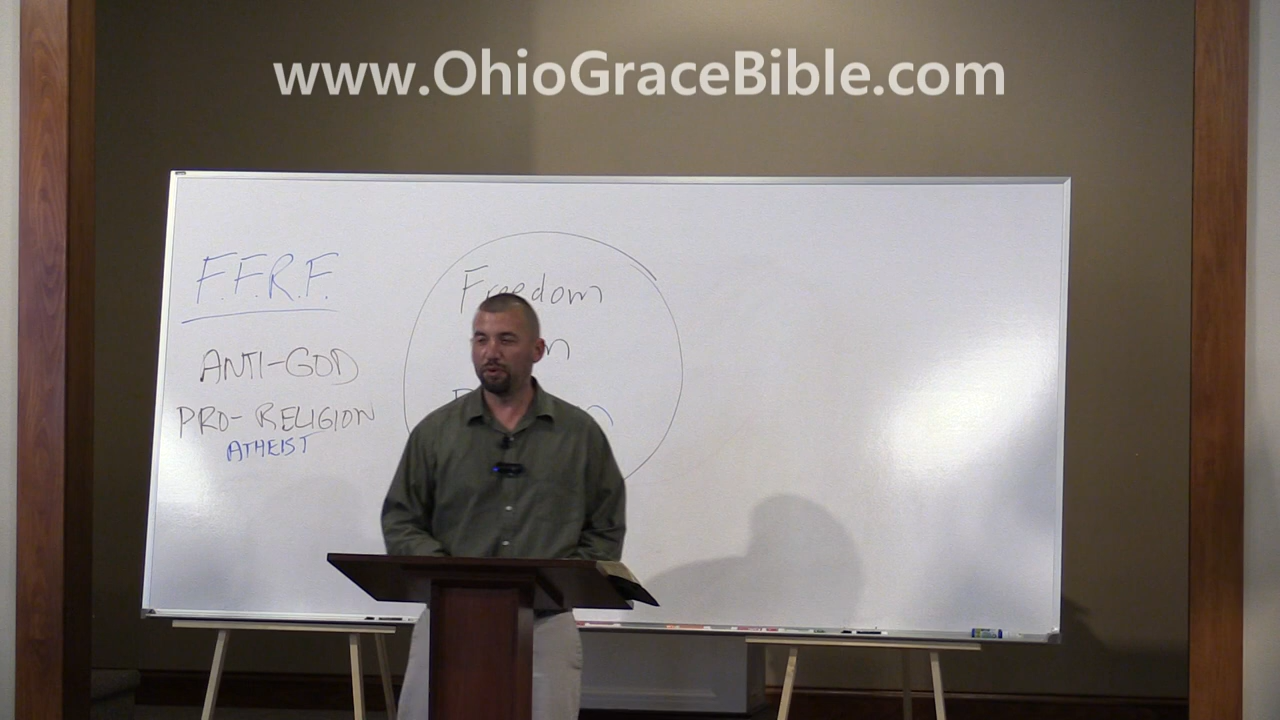 www.OhioGraceBible.com
F.F.R.F.
ANTI-GOD
PRO-RELIGION
ATHEIST
Freedom